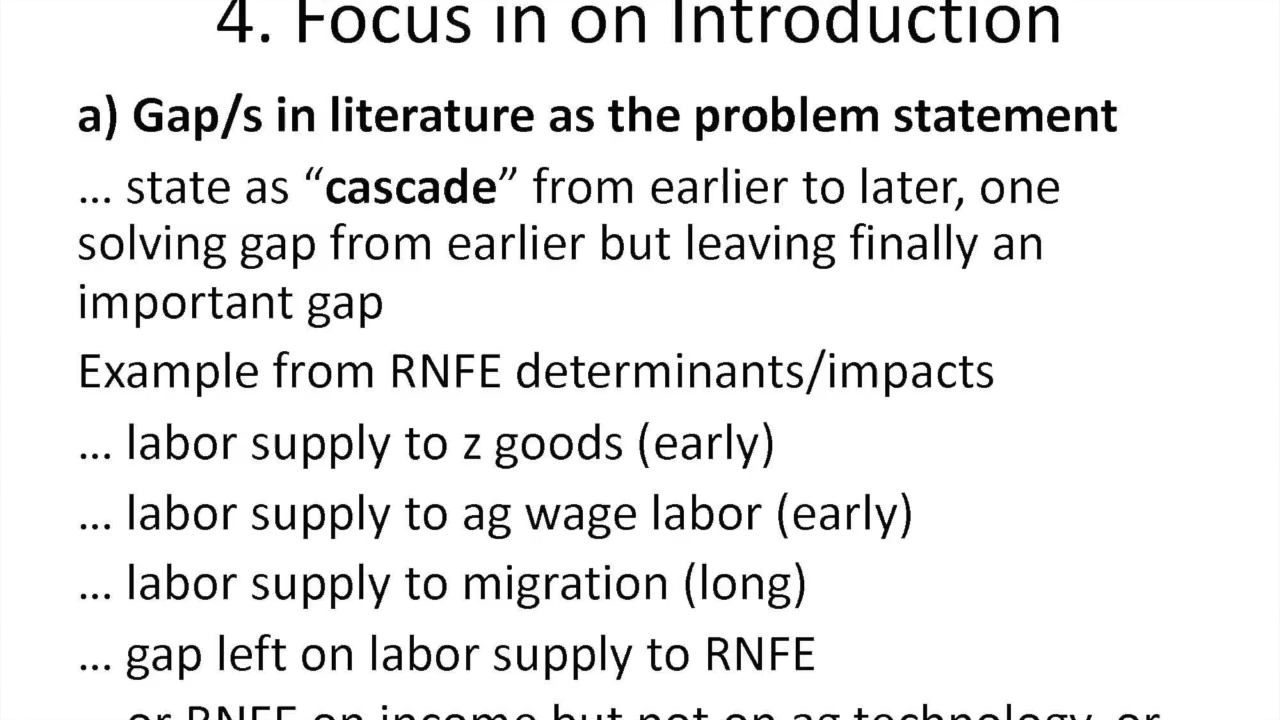 4. Focus in on Introduction
a) Gap/s in literature as the problem statement
... state as “cascade” from earlier to later, one
solving gap from earlier but leaving finally an
important gap
Example from RNFE determinants/impacts
... labor supply to z goods (early)
... labor supply to ag wage labor (early)
... labor supply to migration (long)
... gap left on labor supply to RNFE
or RNFE on income but not on ag technology, or